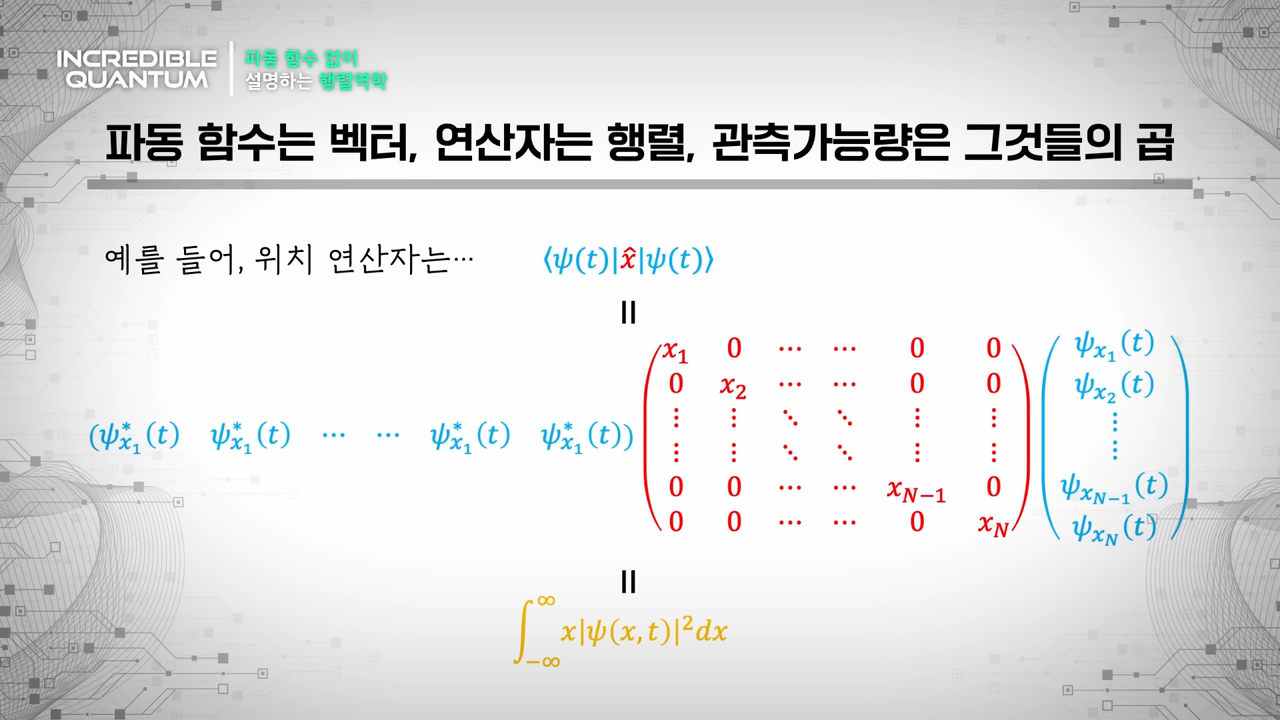 INCREDIBLE
QUANTUM
파동 함수 없이
설명하는 행렬역학
파동 함수는 벡터, 연산자는 행렬, 관측가능량은 그것들의 곱
예를 들어, 위치 연산자는⋯ ⟨ψ(t)|x̂|ψ(t)⟩
=
x₁ 0 ⋯ ⋯ 0 0
0 x₂ ⋯ ⋯ 0 0
⋮ ⋮ ⋱ ⋱ ⋮ ⋮
⋮ ⋮ ⋱ ⋱ ⋮ ⋮
0 0 ⋯ ⋯ x_{N−1} 0
0 0 ⋯ ⋯ 0 x_N
ψ_{x₁}(t)
ψ_{x₂}(t)
⋮
⋮
ψ_{x_{N−1}}(t)
ψ_{x_N}(t)
(ψ*_{x₁}(t) ψ*_{x₁}(t) ⋯ ⋯ ψ*_{x₁}(t) ψ*_{x₁}(t))
=
∫_{−∞}^{∞} x|ψ(x, t)|²dx